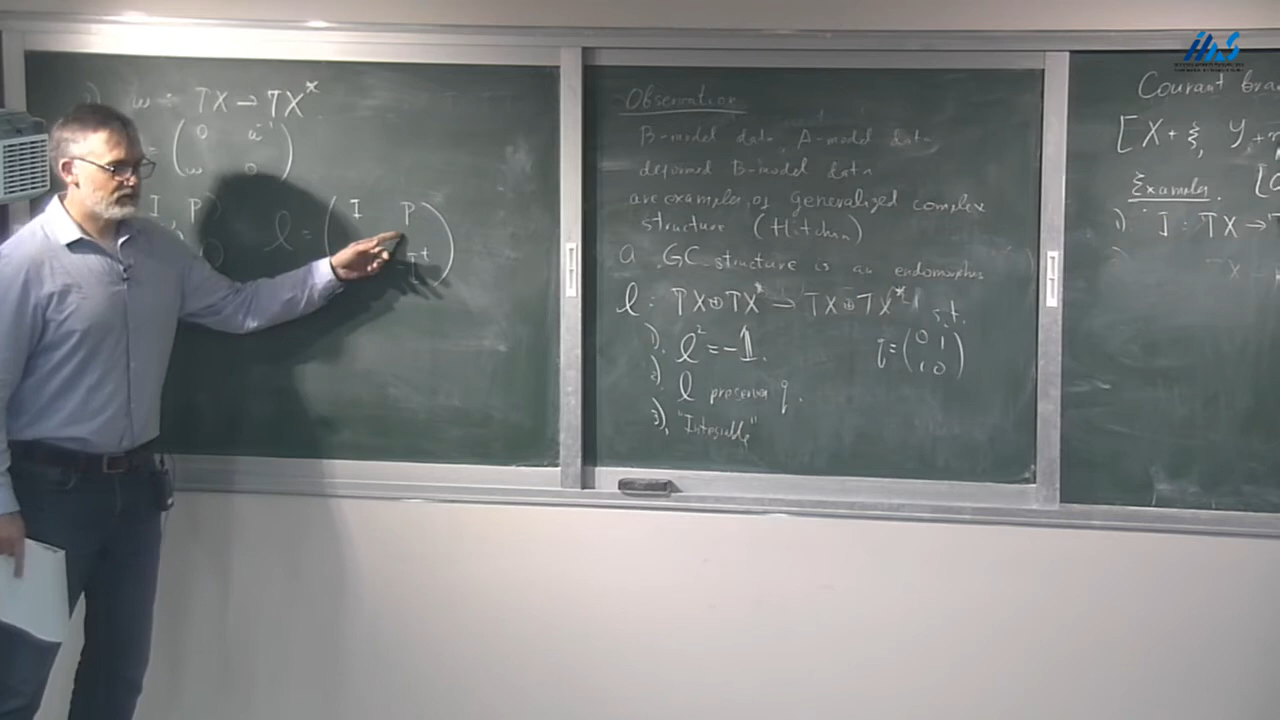 ω : TX → TX*
= ( 0 ω⁻¹
ω 0 )
I, P
ℓ = ( I P
-I^t )
Observation
B-model data, A-model data
deformed B-model data
are examples of generalized complex
structure (Hitchin)
a GC structure is an endomorphism
ℓ : TX⊕TX* → TX⊕TX* s.t.
1). ℓ² = -1.
q = ( 0 1
1 0 )
2). ℓ preserves q.
3). "Integrable"
Courant
[X + ξ, Y +
Examples.
1) I : TX →